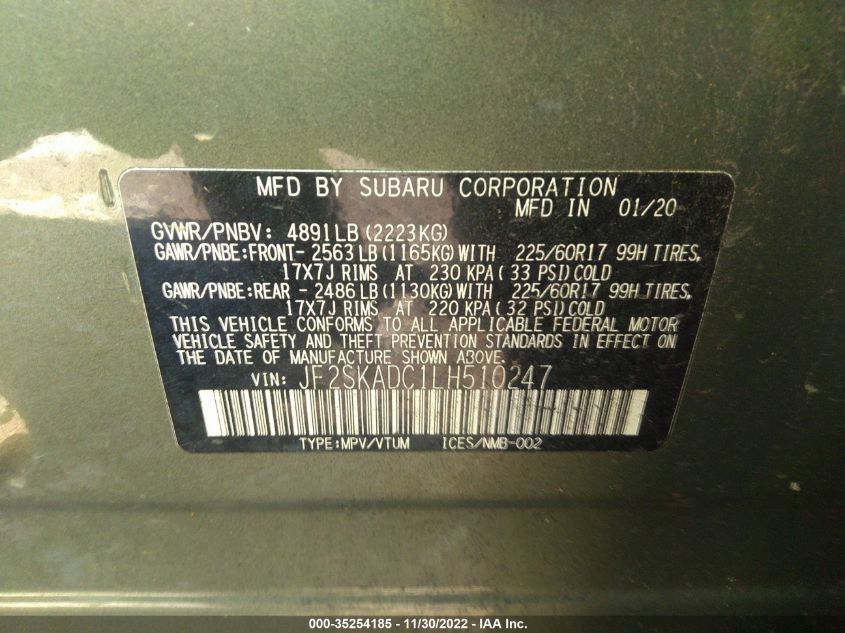 MFD BY SUBARU CORPORATION
MFD IN 01/20
GVWR/PNBV: 4891LB (2223KG)
GAWR/PNBE:FRONT- 2563 LB (1165KG) WITH 225/60R17 99H TIRES,
17X7J RIMS AT 230 KPA ( 33 PSI) COLD
GAWR/PNBE:REAR - 2486 LB (1130KG) WITH 225/60R17 99H TIRES,
17X7J RIMS AT 220 KPA ( 32 PSI) COLD
THIS VEHICLE CONFORMS TO ALL APPLICABLE FEDERAL MOTOR
VEHICLE SAFETY AND THEFT PREVENTION STANDARDS IN EFFECT ON
THE DATE OF MANUFACTURE SHOWN ABOVE.
VIN: JF2SKADC1LH510247
TYPE:MPV/VTUM ICES/NMB-002
000-35254185 - 11/30/2022 - IAA Inc.